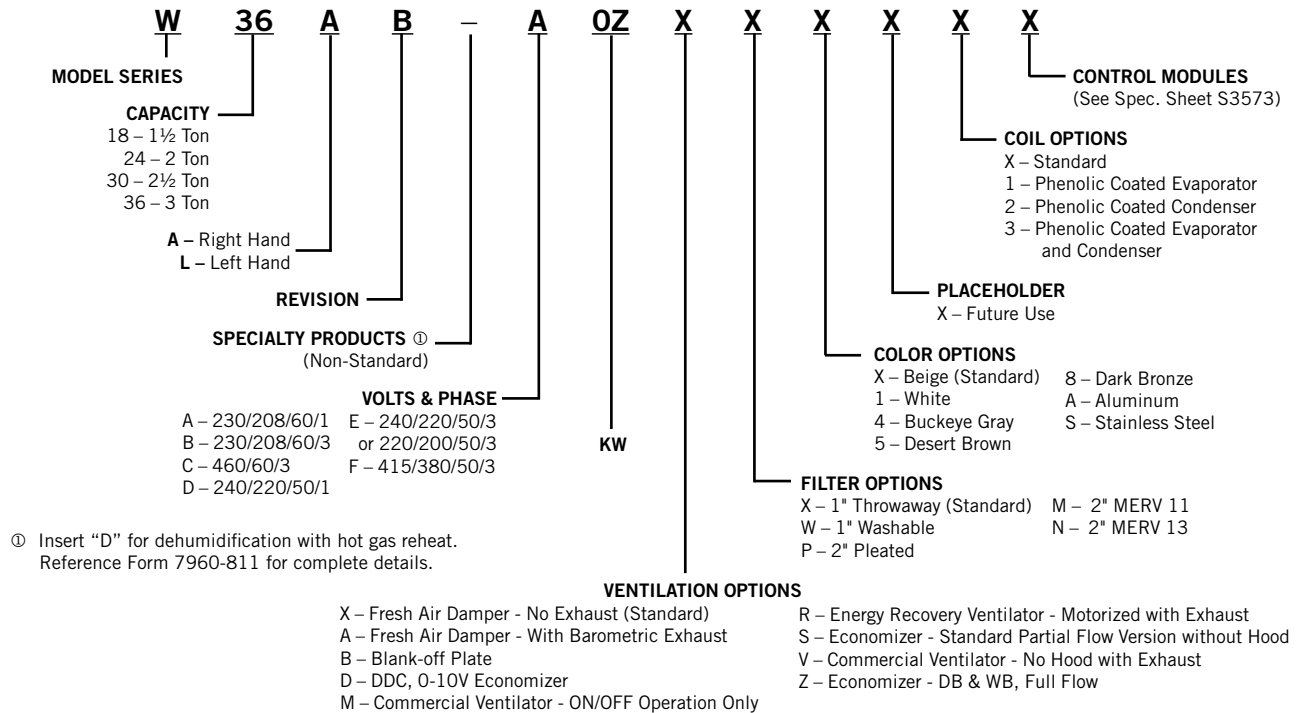 W 36 A B – A 0Z X X X X X X
MODEL SERIES
CAPACITY
18 – 1½ Ton
24 – 2 Ton
30 – 2½ Ton
36 – 3 Ton
A – Right Hand
L – Left Hand
REVISION
SPECIALTY PRODUCTS ①
(Non-Standard)
VOLTS & PHASE
A – 230/208/60/1
B – 230/208/60/3
C – 460/60/3
D – 240/220/50/1
E – 240/220/50/3
or 220/200/50/3
F – 415/380/50/3
KW
CONTROL MODULES
(See Spec. Sheet S3573)
COIL OPTIONS
X – Standard
1 – Phenolic Coated Evaporator
2 – Phenolic Coated Condenser
3 – Phenolic Coated Evaporator
and Condenser
PLACEHOLDER
X – Future Use
COLOR OPTIONS
X – Beige (Standard)
1 – White
4 – Buckeye Gray
5 – Desert Brown
8 – Dark Bronze
A – Aluminum
S – Stainless Steel
FILTER OPTIONS
X – 1" Throwaway (Standard)
W – 1" Washable
P – 2" Pleated
M – 2" MERV 11
N – 2" MERV 13
① Insert “D” for dehumidification with hot gas reheat.
Reference Form 7960-811 for complete details.
VENTILATION OPTIONS
X – Fresh Air Damper - No Exhaust (Standard)
A – Fresh Air Damper - With Barometric Exhaust
B – Blank-off Plate
D – DDC, 0-10V Economizer
M – Commercial Ventilator - ON/OFF Operation Only
R – Energy Recovery Ventilator - Motorized with Exhaust
S – Economizer - Standard Partial Flow Version without Hood
V – Commercial Ventilator - No Hood with Exhaust
Z – Economizer - DB & WB, Full Flow